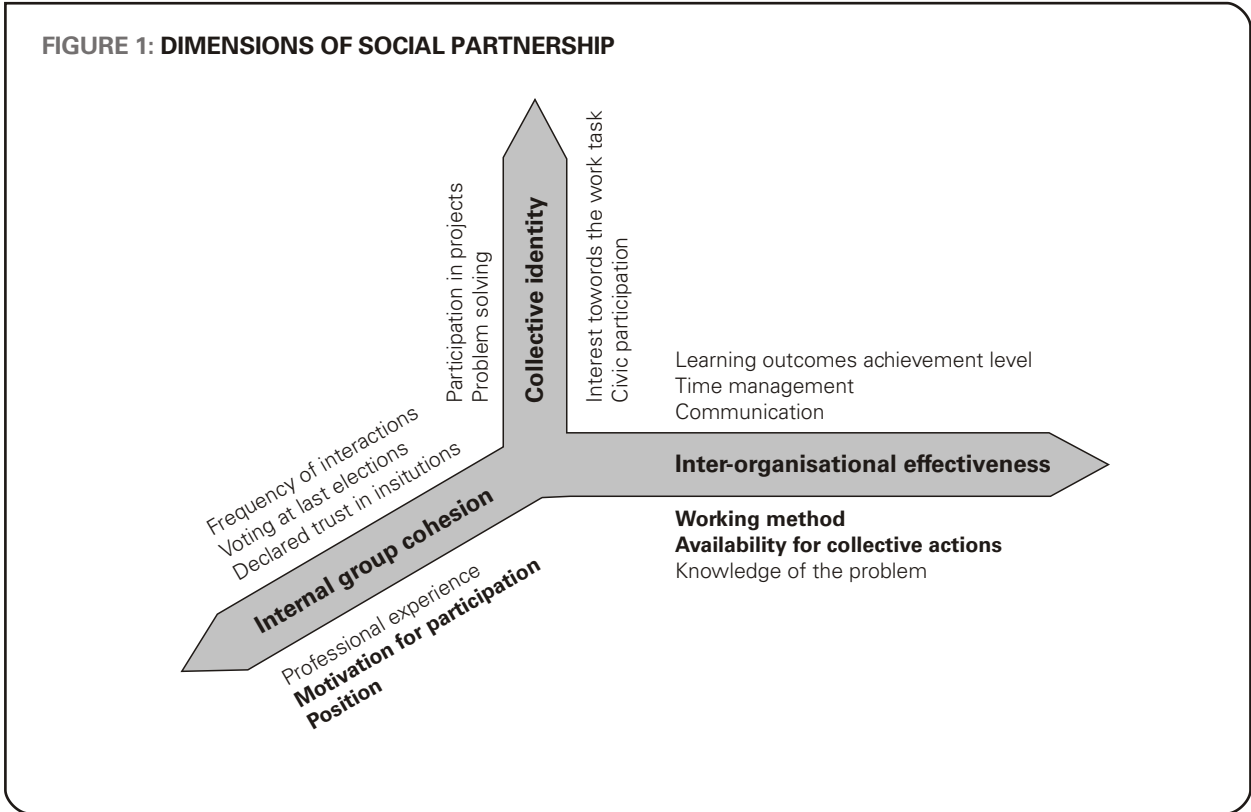 FIGURE 1: DIMENSIONS OF SOCIAL PARTNERSHIP
Participation in projects
Problem solving
Collective identity
Interest towords the work task
Civic participation
Learning outcomes achievement level
Time management
Communication
Inter-organisational effectiveness
Working method
Availability for collective actions
Knowledge of the problem
Frequency of interactions
Voting at last elections
Declared trust in insitutions
Internal group cohesion
Professional experience
Motivation for participation
Position